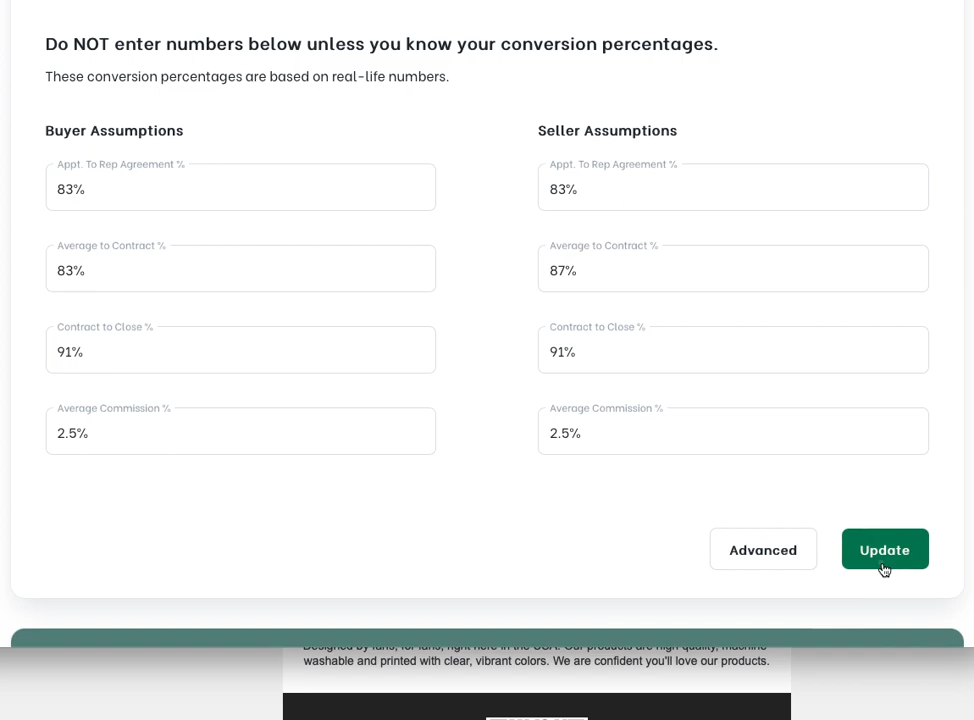 Do NOT enter numbers below unless you know your conversion percentages.
These conversion percentages are based on real-life numbers.
Buyer Assumptions
Appt. To Rep Agreement %
83%
Average to Contract %
83%
Contract to Close %
91%
Average Commission %
2.5%
Seller Assumptions
Appt. To Rep Agreement %
83%
Average to Contract %
87%
Contract to Close %
91%
Average Commission %
2.5%
Advanced
Update
Designed by fans, for fans, right here in the USA. Our products are high quality, machine
washable and printed with clear, vibrant colors. We are confident you'll love our products.